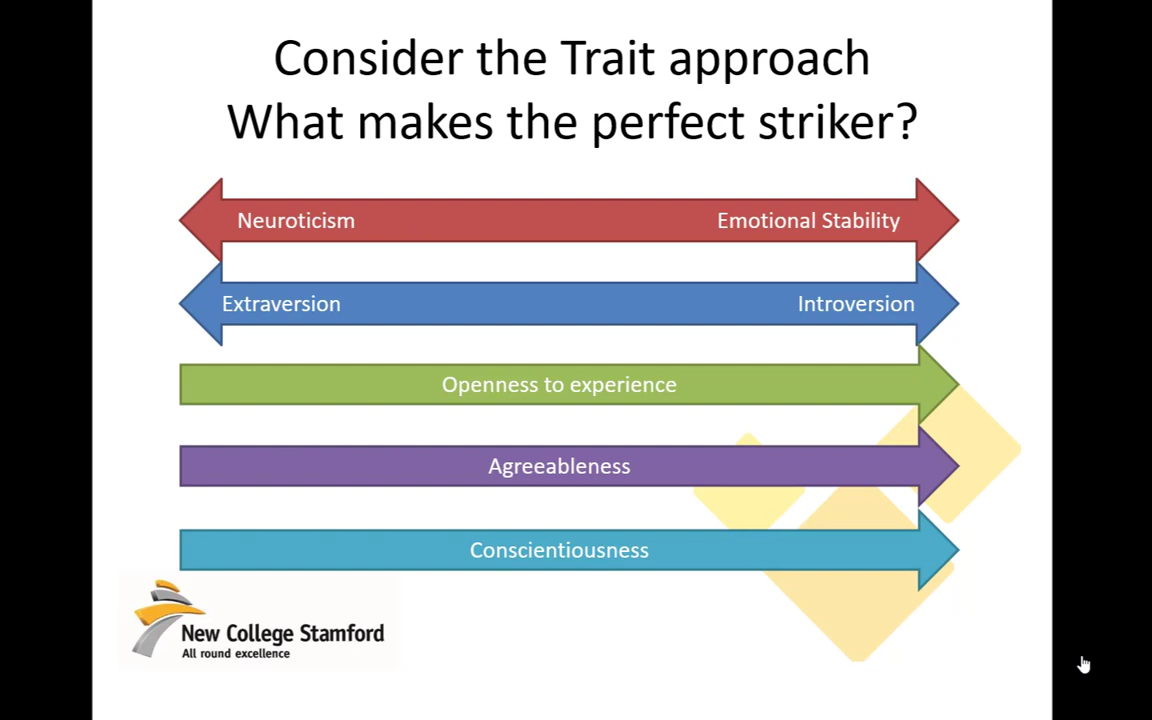 Consider the Trait approach
What makes the perfect striker?
Neuroticism Emotional Stability
Extraversion Introversion
Openness to experience
Agreeableness
Conscientiousness
New College Stamford
All round excellence